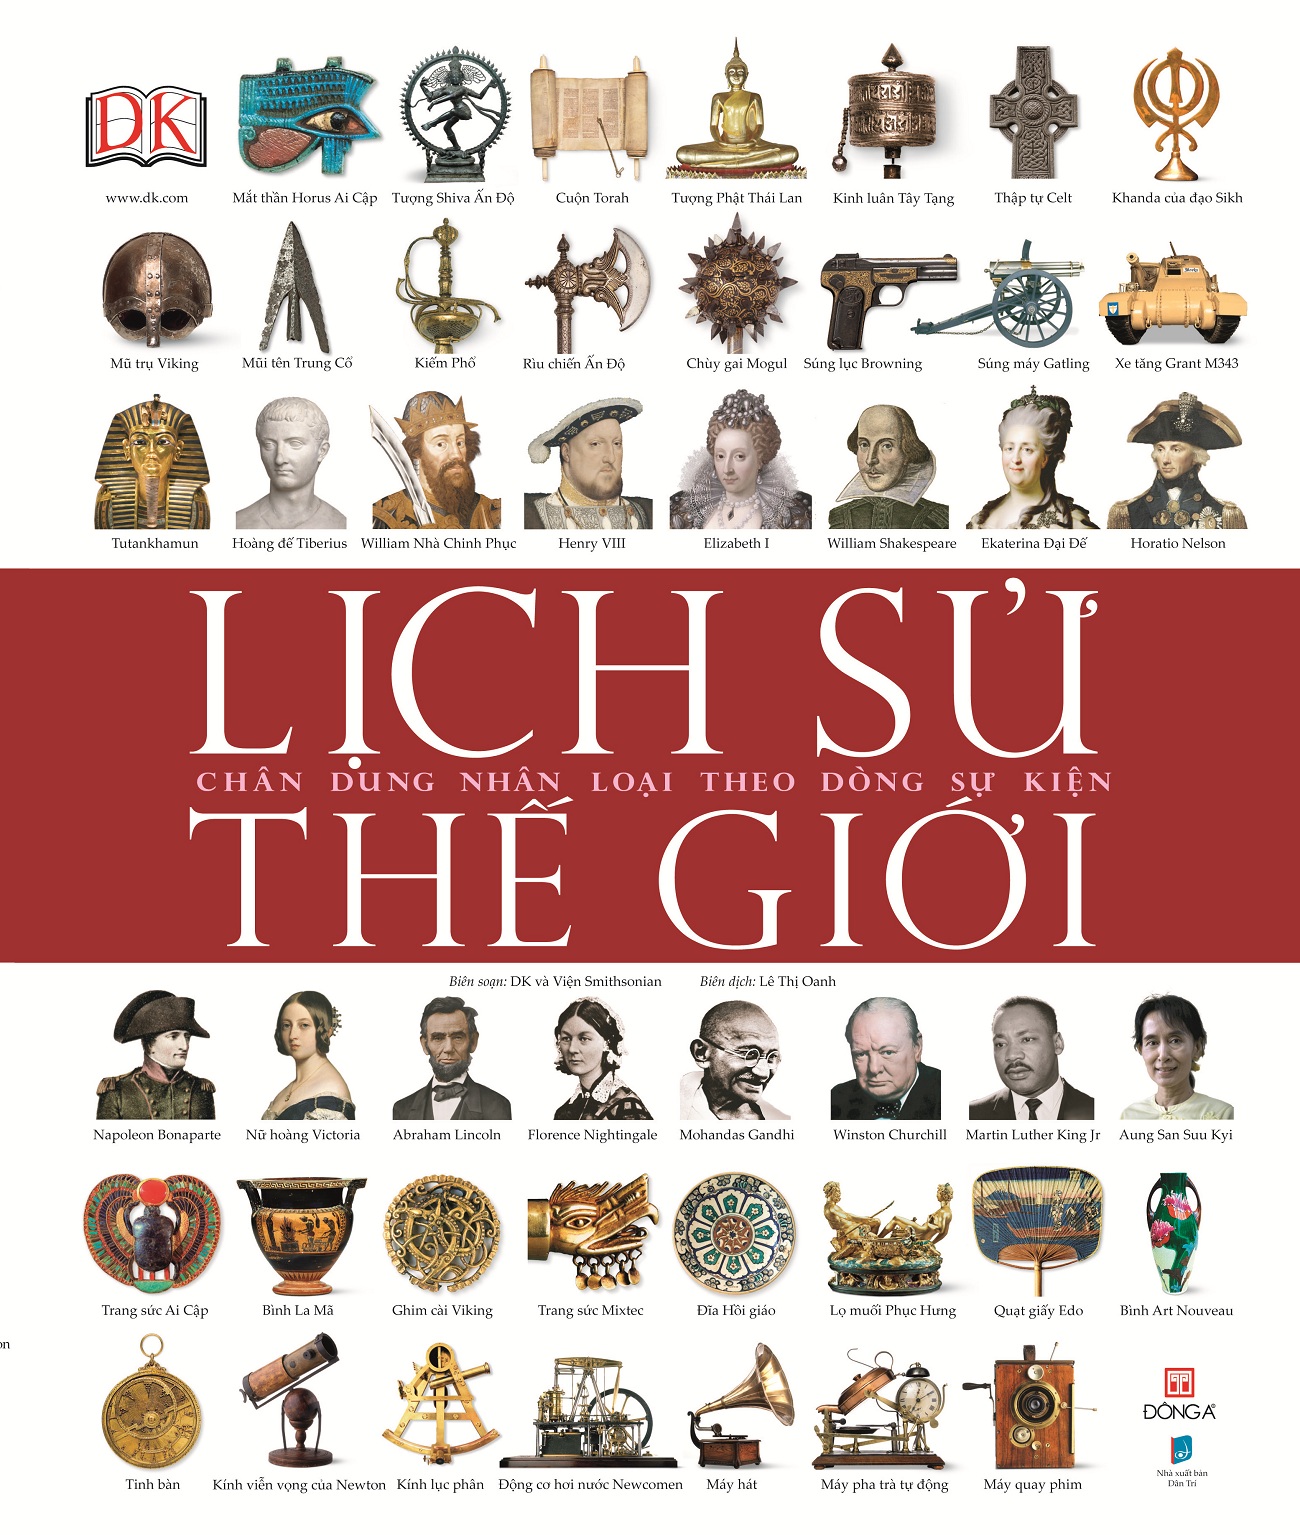 DK
www.dk.com
Mắt thần Horus Ai Cập
Tượng Shiva Ấn Độ
Cuộn Torah
Tượng Phật Thái Lan
Kinh luân Tây Tạng
Thập tự Celt
Khanda của đạo Sikh
Mũ trụ Viking
Mũi tên Trung Cổ
Kiếm Phổ
Rìu chiến Ấn Độ
Chùy gai Mogul
Súng lục Browning
Súng máy Gatling
Xe tăng Grant M343
Tutankhamun
Hoàng đế Tiberius
William Nhà Chinh Phục
Henry VIII
Elizabeth I
William Shakespeare
Ekaterina Đại Đế
Horatio Nelson
LỊCH SỬ
CHÂN DUNG NHÂN LOẠI THEO DÒNG SỰ KIỆN
THẾ GIỚI
Biên soạn: DK và Viện Smithsonian
Biên dịch: Lê Thị Oanh
Napoleon Bonaparte
Nữ hoàng Victoria
Abraham Lincoln
Florence Nightingale
Mohandas Gandhi
Winston Churchill
Martin Luther King Jr
Aung San Suu Kyi
Trang sức Ai Cập
Bình La Mã
Ghim cài Viking
Trang sức Mixtec
Đĩa Hồi giáo
Lọ muối Phục Hưng
Quạt giấy Edo
Bình Art Nouveau
on
Tinh bàn
Kính viễn vọng của Newton
Kính lục phân
Động cơ hơi nước Newcomen
Máy hát
Máy pha trà tự động
Máy quay phim
ĐÔNG A
Nhà xuất bản
Dân Trí